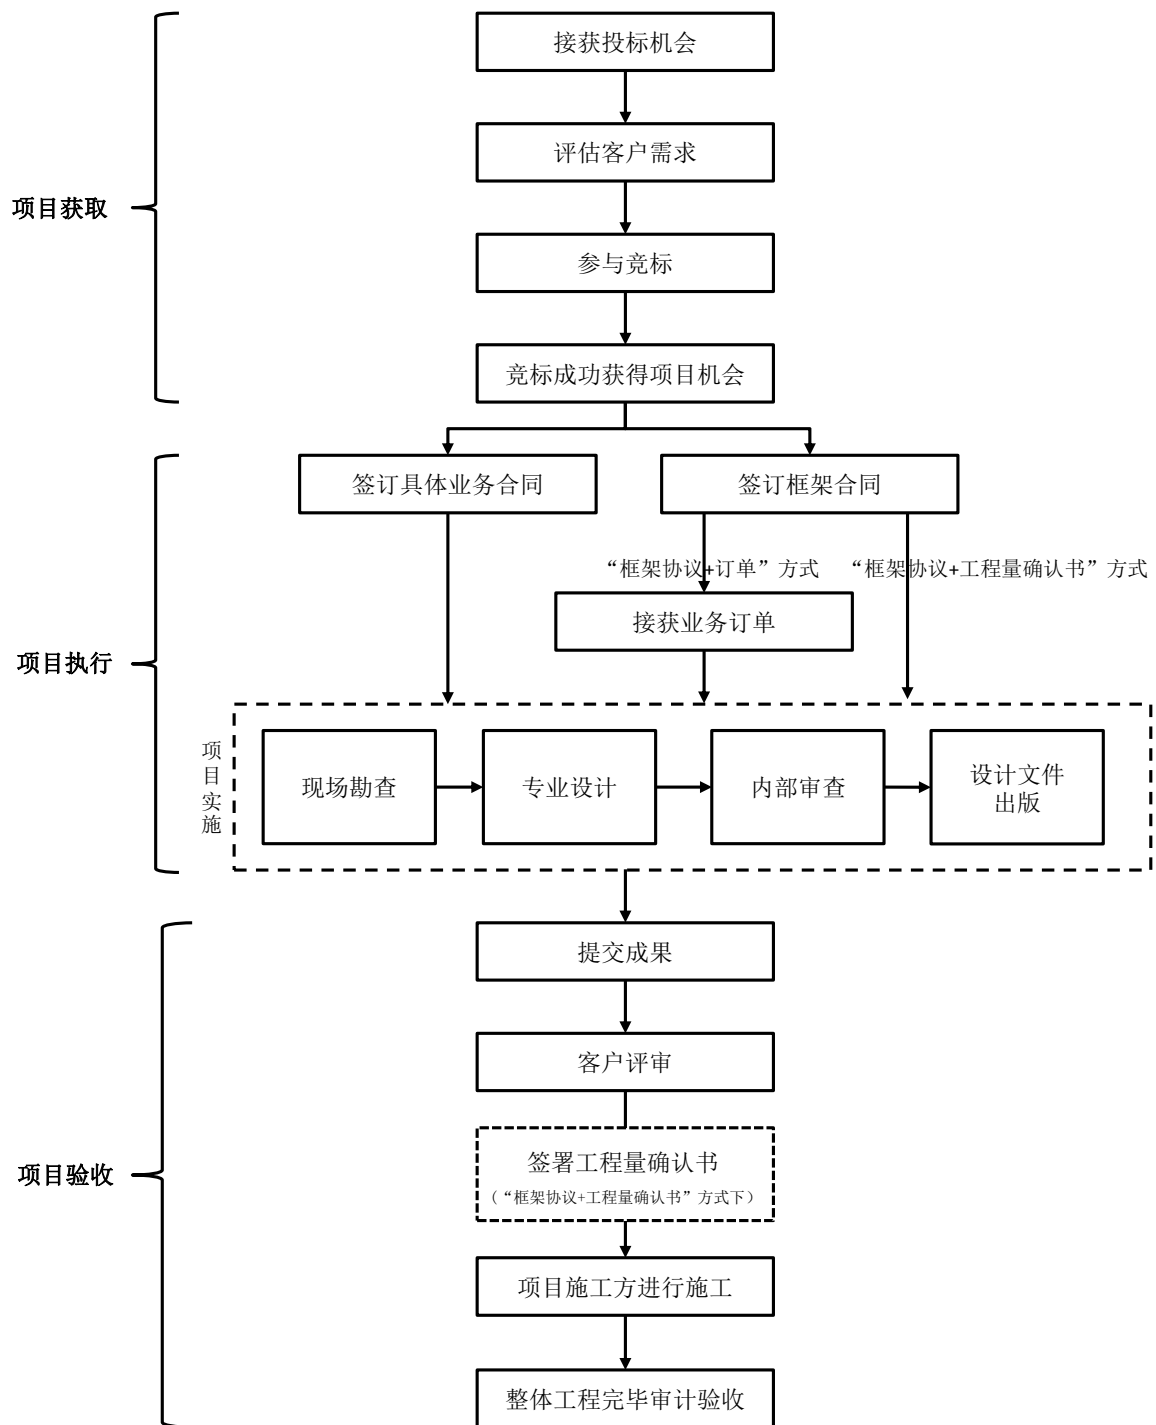 接获投标机会
评估客户需求
项目获取
参与竞标
竞标成功获得项目机会
签订具体业务合同
签订框架合同
“框架协议+订单”方式
“框架协议+工程量确认书”方式
接获业务订单
项目执行
项目实施
现场勘查
专业设计
内部审查
设计文件
出版
提交成果
客户评审
项目验收
签署工程量确认书
（“框架协议+工程量确认书”方式下）
项目施工方进行施工
整体工程完毕审计验收